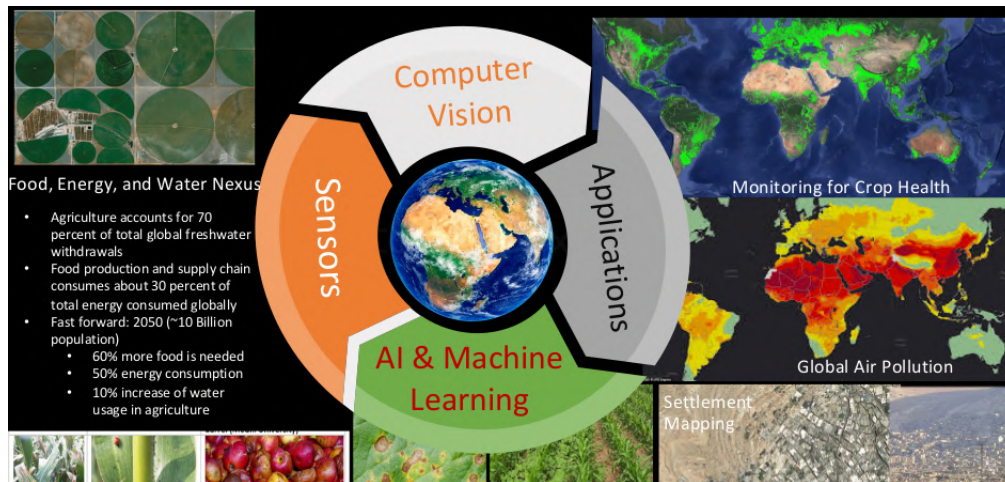 Computer
Vision
Sensors
Applications
AI & Machine
Learning
Food, Energy, and Water Nexus
• Agriculture accounts for 70
percent of total global freshwater
withdrawals
• Food production and supply chain
consumes about 30 percent of
total energy consumed globally
• Fast forward: 2050 (~10 Billion
population)
• 60% more food is needed
• 50% energy consumption
• 10% increase of water
usage in agriculture
Monitoring for Crop Health
Global Air Pollution
Settlement
Mapping